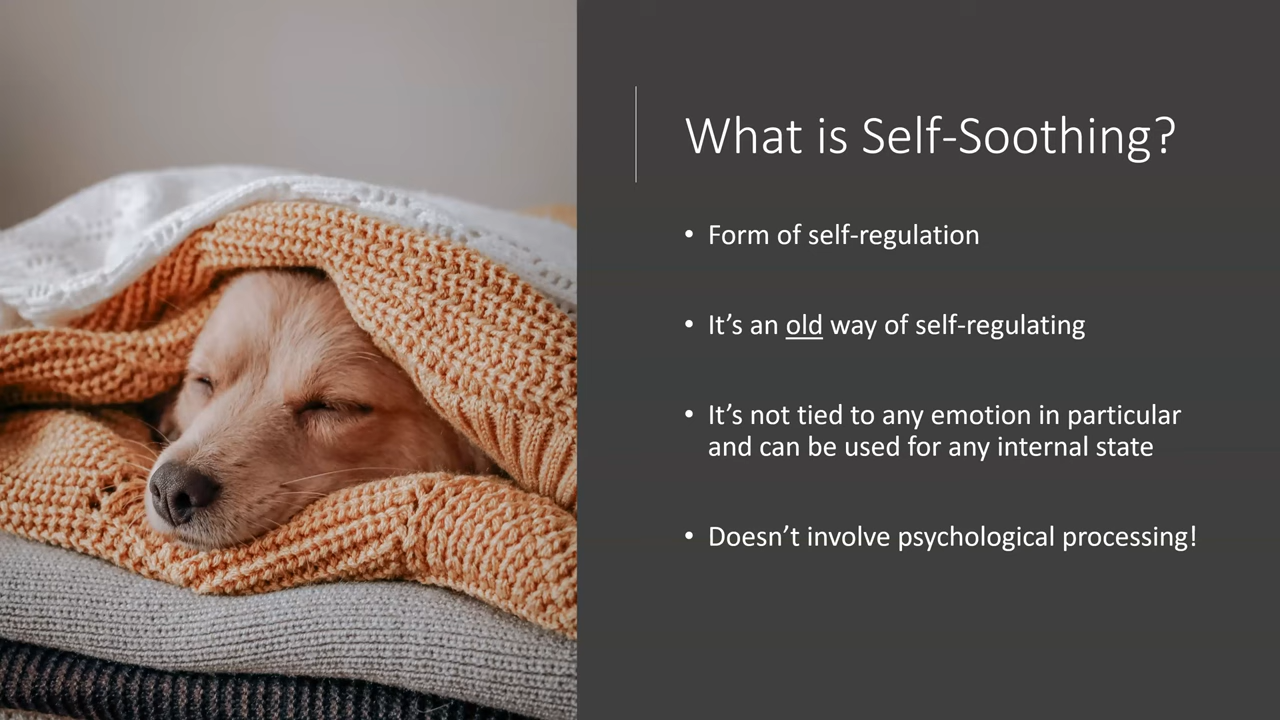 What is Self-Soothing?
• Form of self-regulation
• It’s an old way of self-regulating
• It’s not tied to any emotion in particular
and can be used for any internal state
• Doesn’t involve psychological processing!